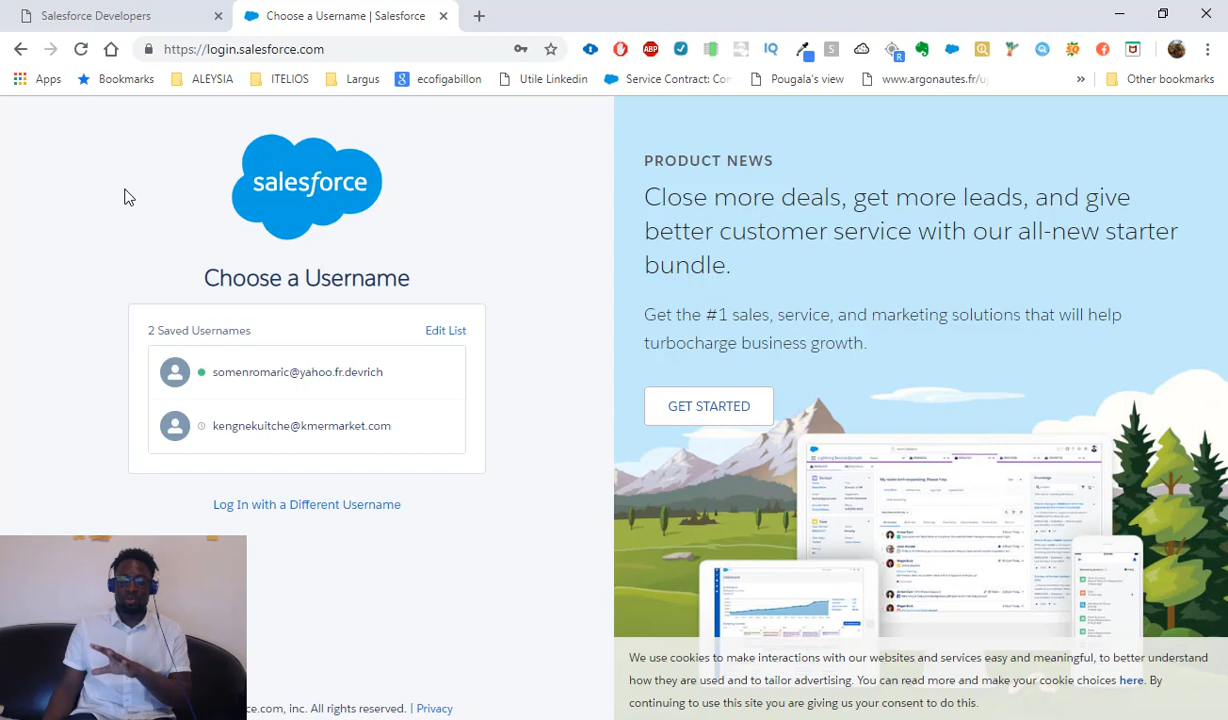 Salesforce Developers
Choose a Username | Salesforce
https://login.salesforce.com
ABP
IQ
S
R
Apps
Bookmarks
ALEYSIA
ITELIOS
Largus
ecofigabillon
Utile Linkedin
Service Contract: Con
Pougala's view
www.argonautes.fr/u
»
Other bookmarks
salesforce
Choose a Username
2 Saved Usernames
Edit List
somenromaric@yahoo.fr.devrich
kengnekuitche@kmermarket.com
Log In with a Different Username
ce.com, inc. All rights reserved. | Privacy
PRODUCT NEWS
Close more deals, get more leads, and give
better customer service with our all-new starter
bundle.
Get the #1 sales, service, and marketing solutions that will help
turbocharge business growth.
GET STARTED
We use cookies to make interactions with our websites and services easy and meaningful, to better understand
how they are used and to tailor advertising. You can read more and make your cookie choices here. By
continuing to use this site you are giving us your consent to do this.